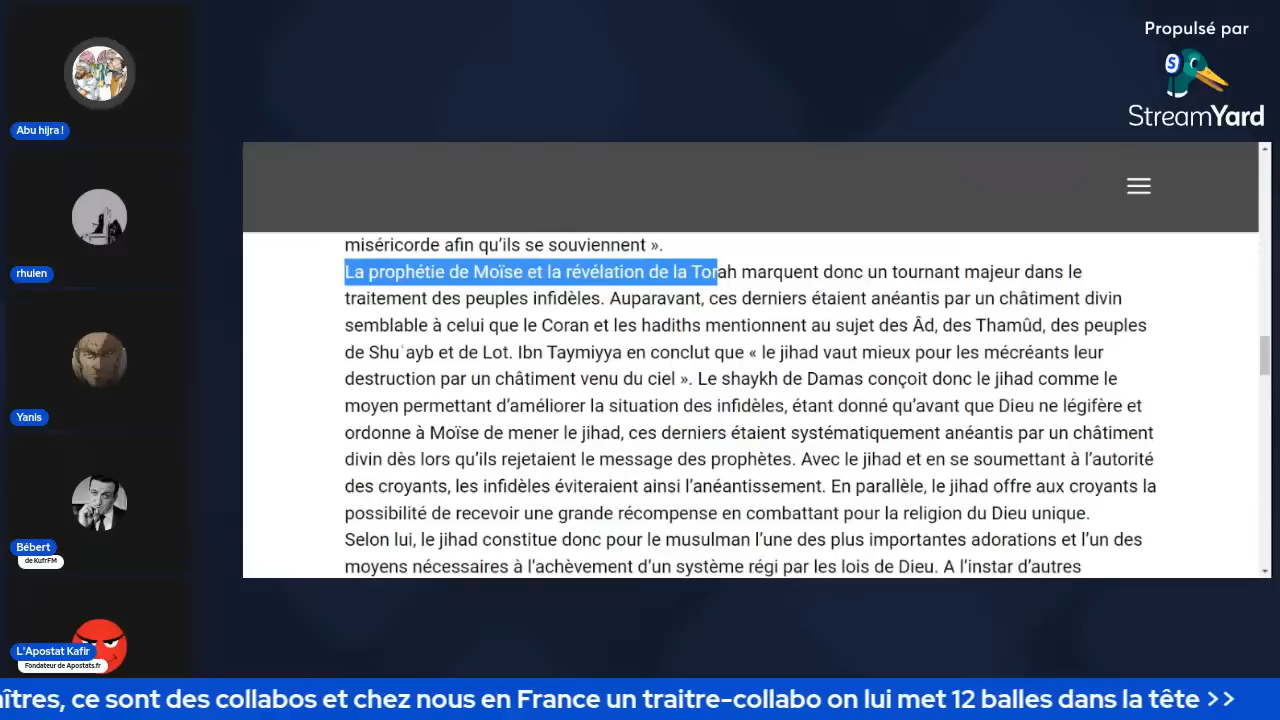 Propulsé par
StreamYard
Abu hijra !
rhulen
Yanis
Bébert
de KufrFM
L'Apostat Kafir
Fondateur de Apostats.fr
miséricorde afin qu'ils se souviennent ».
La prophétie de Moïse et la révélation de la Torah marquent donc un tournant majeur dans le
traitement des peuples infidèles. Auparavant, ces derniers étaient anéantis par un châtiment divin
semblable à celui que le Coran et les hadiths mentionnent au sujet des Âd, des Thamûd, des peuples
de Shuʿayb et de Lot. Ibn Taymiyya en conclut que « le jihad vaut mieux pour les mécréants leur
destruction par un châtiment venu du ciel ». Le shaykh de Damas conçoit donc le jihad comme le
moyen permettant d'améliorer la situation des infidèles, étant donné qu'avant que Dieu ne légifère et
ordonne à Moïse de mener le jihad, ces derniers étaient systématiquement anéantis par un châtiment
divin dès lors qu'ils rejetaient le message des prophètes. Avec le jihad et en se soumettant à l'autorité
des croyants, les infidèles éviteraient ainsi l'anéantissement. En parallèle, le jihad offre aux croyants la
possibilité de recevoir une grande récompense en combattant pour la religion du Dieu unique.
Selon lui, le jihad constitue donc pour le musulman l'une des plus importantes adorations et l'un des
moyens nécessaires à l'achèvement d'un système régi par les lois de Dieu. A l'instar d'autres
aîtres, ce sont des collabos et chez nous en France un traitre-collabo on lui met 12 balles dans la tête >>